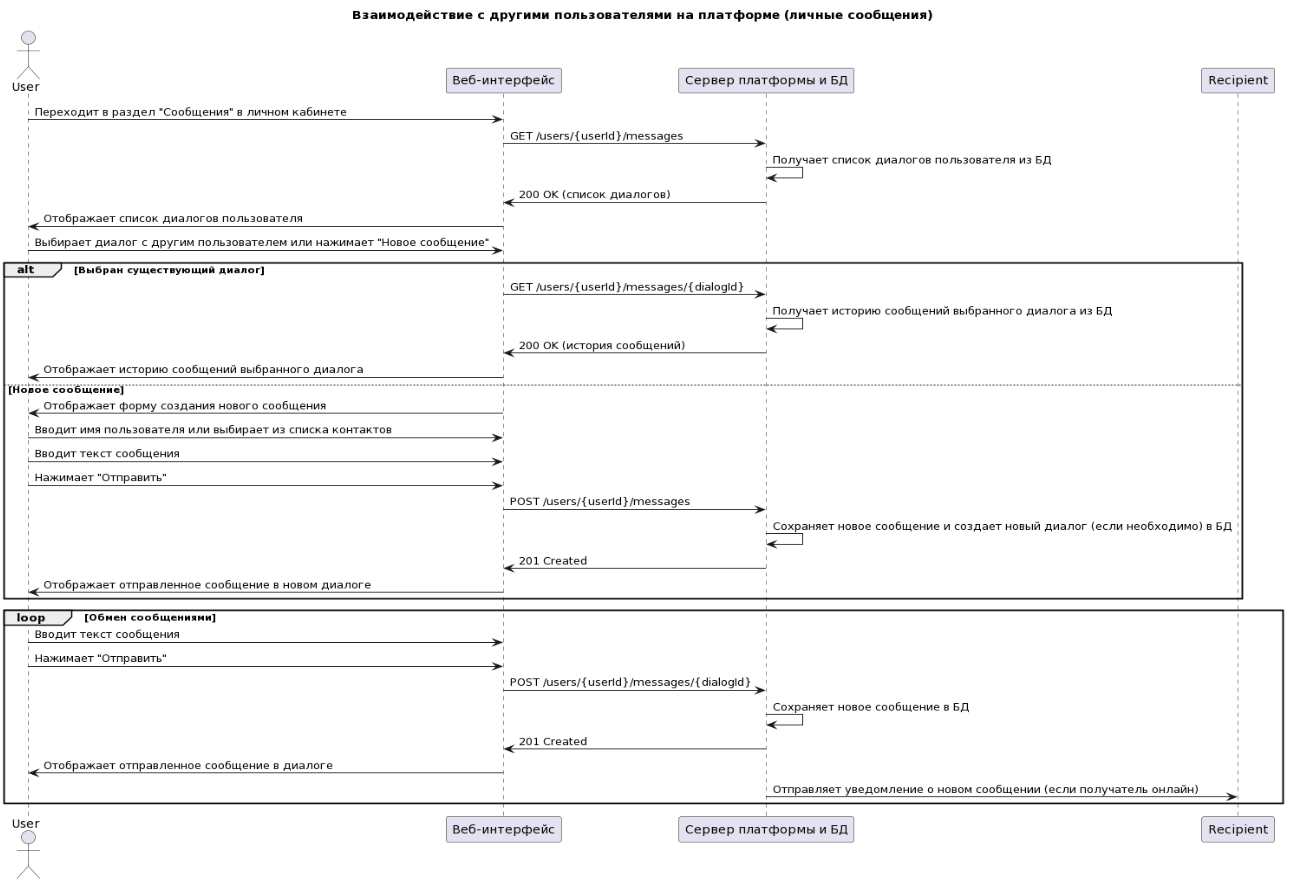 Взаимодействие с другими пользователями на платформе (личные сообщения)
User
Веб-интерфейс
Сервер платформы и БД
Recipient
Переходит в раздел "Сообщения" в личном кабинете
GET /users/{userId}/messages
Получает список диалогов пользователя из БД
200 OK (список диалогов)
Отображает список диалогов пользователя
Выбирает диалог с другим пользователем или нажимает "Новое сообщение"
alt [Выбран существующий диалог]
GET /users/{userId}/messages/{dialogId}
Получает историю сообщений выбранного диалога из БД
200 OK (история сообщений)
Отображает историю сообщений выбранного диалога
[Новое сообщение]
Отображает форму создания нового сообщения
Вводит имя пользователя или выбирает из списка контактов
Вводит текст сообщения
Нажимает "Отправить"
POST /users/{userId}/messages
Сохраняет новое сообщение и создает новый диалог (если необходимо) в БД
201 Created
Отображает отправленное сообщение в новом диалоге
loop [Обмен сообщениями]
Вводит текст сообщения
Нажимает "Отправить"
POST /users/{userId}/messages/{dialogId}
Сохраняет новое сообщение в БД
201 Created
Отображает отправленное сообщение в диалоге
Отправляет уведомление о новом сообщении (если получатель онлайн)
User
Веб-интерфейс
Сервер платформы и БД
Recipient